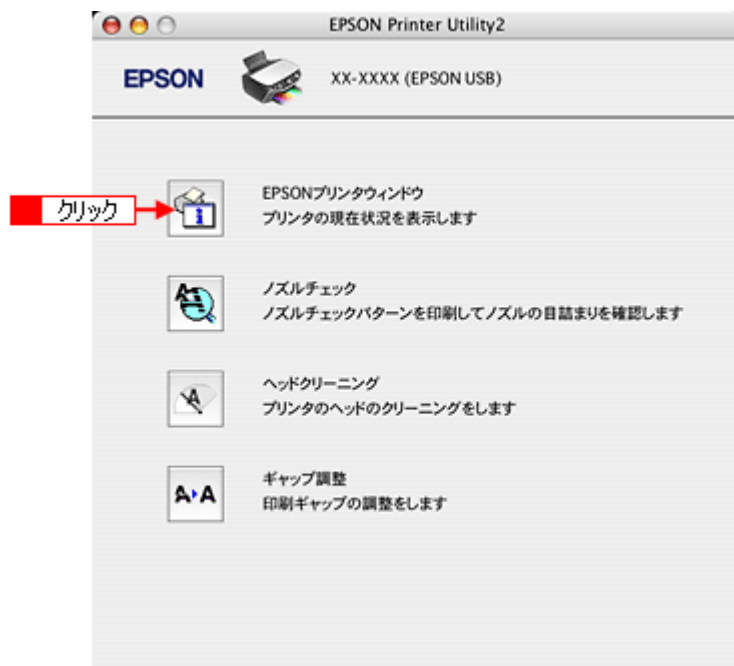 EPSON Printer Utility2
EPSON
XX-XXXX (EPSON USB)
クリック
EPSONプリンタウィンドウ
プリンタの現在状況を表示します
ノズルチェック
ノズルチェックパターンを印刷してノズルの目詰まりを確認します
ヘッドクリーニング
プリンタのヘッドのクリーニングをします
A A
ギャップ調整
印刷ギャップの調整をします